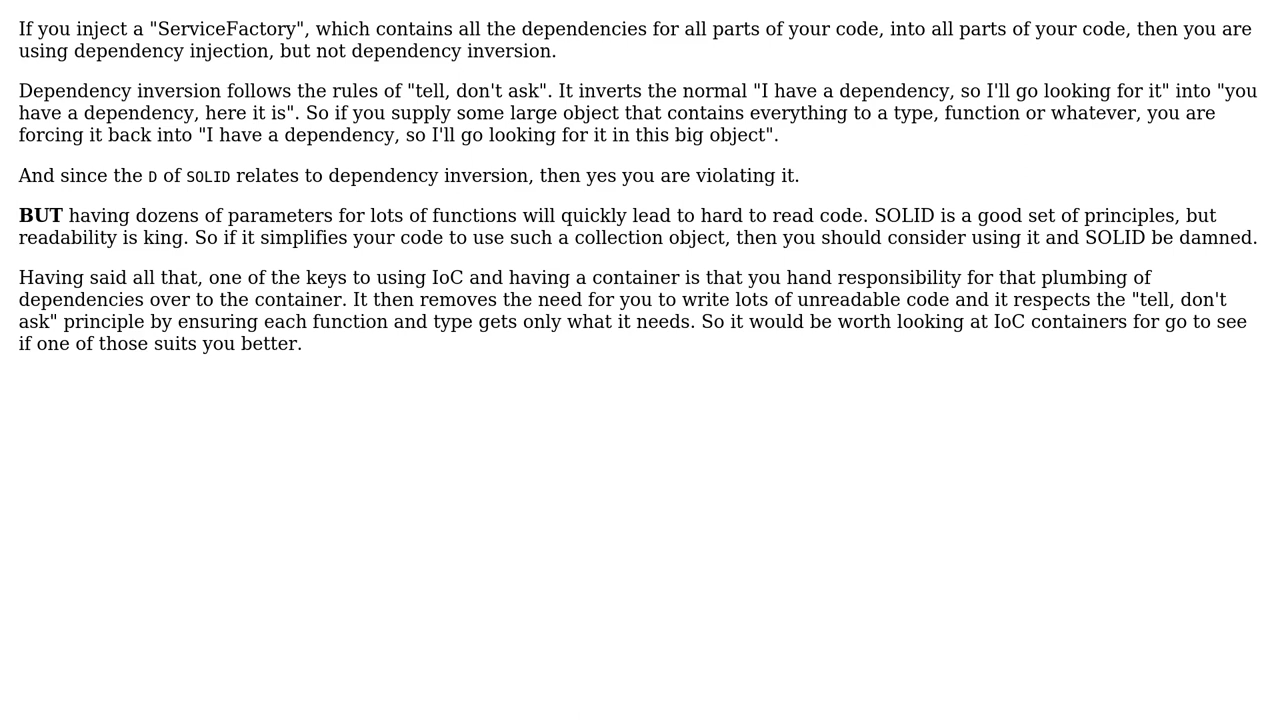 If you inject a "ServiceFactory", which contains all the dependencies for all parts of your code, into all parts of your code, then you are
using dependency injection, but not dependency inversion.
Dependency inversion follows the rules of "tell, don't ask". It inverts the normal "I have a dependency, so I'll go looking for it" into "you
have a dependency, here it is". So if you supply some large object that contains everything to a type, function or whatever, you are
forcing it back into "I have a dependency, so I'll go looking for it in this big object".
And since the D of SOLID relates to dependency inversion, then yes you are violating it.
BUT having dozens of parameters for lots of functions will quickly lead to hard to read code. SOLID is a good set of principles, but
readability is king. So if it simplifies your code to use such a collection object, then you should consider using it and SOLID be damned.
Having said all that, one of the keys to using IoC and having a container is that you hand responsibility for that plumbing of
dependencies over to the container. It then removes the need for you to write lots of unreadable code and it respects the "tell, don't
ask" principle by ensuring each function and type gets only what it needs. So it would be worth looking at IoC containers for go to see
if one of those suits you better.